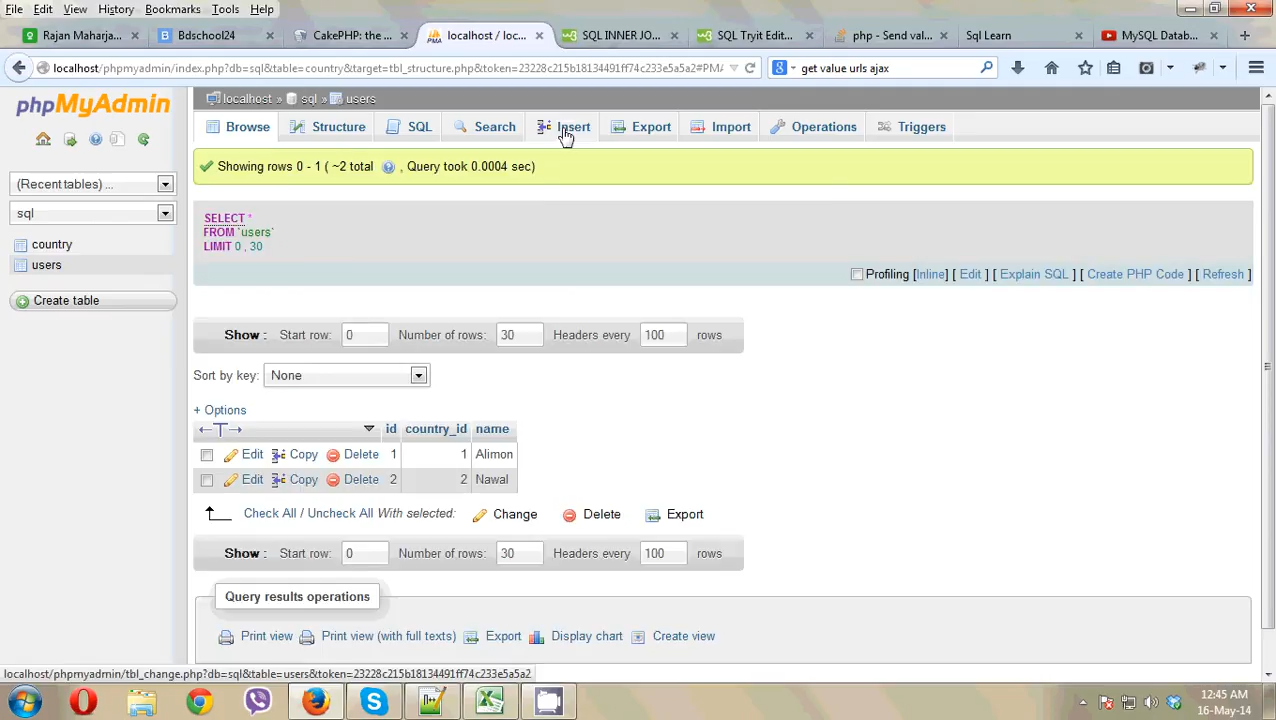 File Edit View History Bookmarks Tools Help
Rajan Maharja... Bdschool24 CakePHP: the ... localhost / loc... SQL INNER JO... SQL Tryit Edit... php - Send val... Sql Learn MySQL Datab...
localhost/phpmyadmin/index.php?db=sql&table=country&target=tbl_structure.php&token=23228c215b18134491ff74c233e5a5a2#PMA get value urls ajax
phpMyAdmin
localhost » sql » users
Browse Structure SQL Search Insert Export Import Operations Triggers
Showing rows 0 - 1 ( ~2 total , Query took 0.0004 sec)
(Recent tables) ...
sql
country
users
Create table
SELECT *
FROM `users`
LIMIT 0 , 30
Profiling [Inline] [ Edit ] [ Explain SQL ] [ Create PHP Code ] [ Refresh ]
Show : Start row: 0 Number of rows: 30 Headers every 100 rows
Sort by key: None
+ Options
←T→ id country_id name
Edit Copy Delete 1 1 Alimon
Edit Copy Delete 2 2 Nawal
Check All / Uncheck All With selected: Change Delete Export
Show : Start row: 0 Number of rows: 30 Headers every 100 rows
Query results operations
Print view Print view (with full texts) Export Display chart Create view
localhost/phpmyadmin/tbl_change.php?db=sql&table=users&token=23228c215b18134491ff74c233e5a5a2
12:45 AM
16-May-14